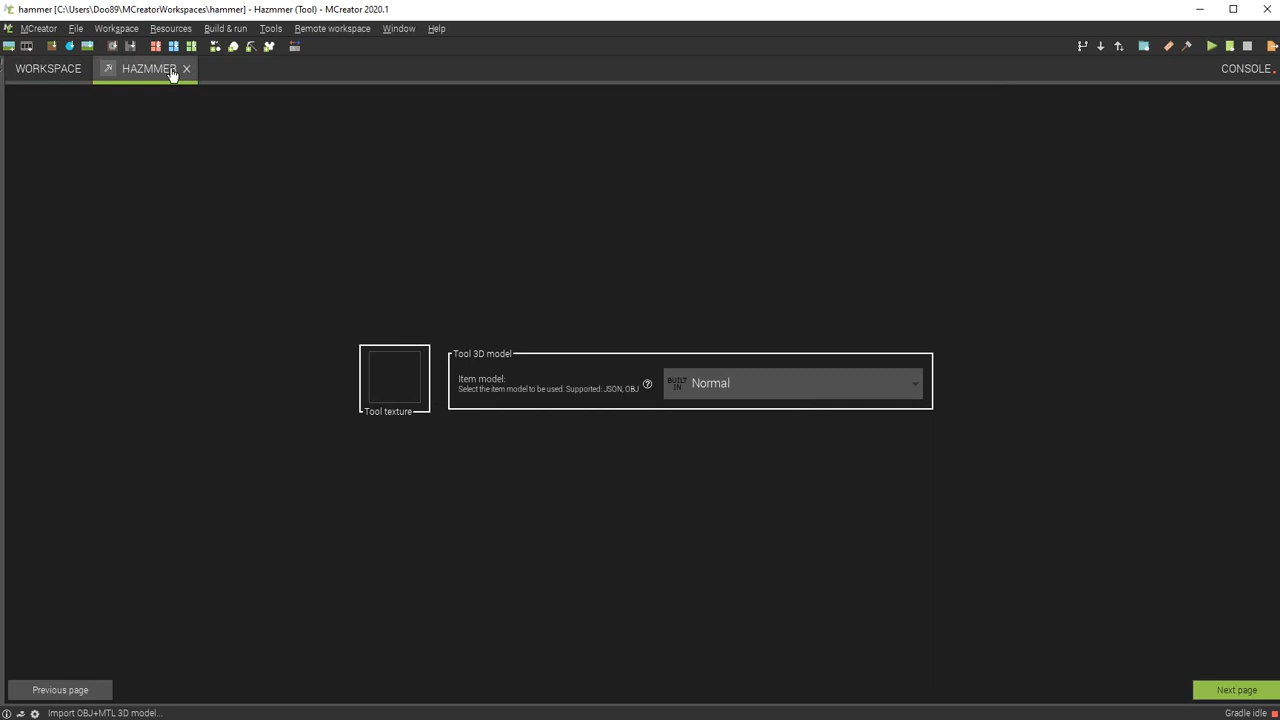 hammer [C:\Users\Doo89\MCreatorWorkspaces\hammer] - Hazmmer (Tool) - MCreator 2020.1
MCreator File Workspace Resources Build & run Tools Remote workspace Window Help
WORKSPACE HAZMMER CONSOLE
Tool 3D model
Item model:
Select the item model to be used. Supported: JSON, OBJ
BUILT IN Normal
Tool texture
Previous page Next page
Import OBJ+MTL 3D model... Gradle idle